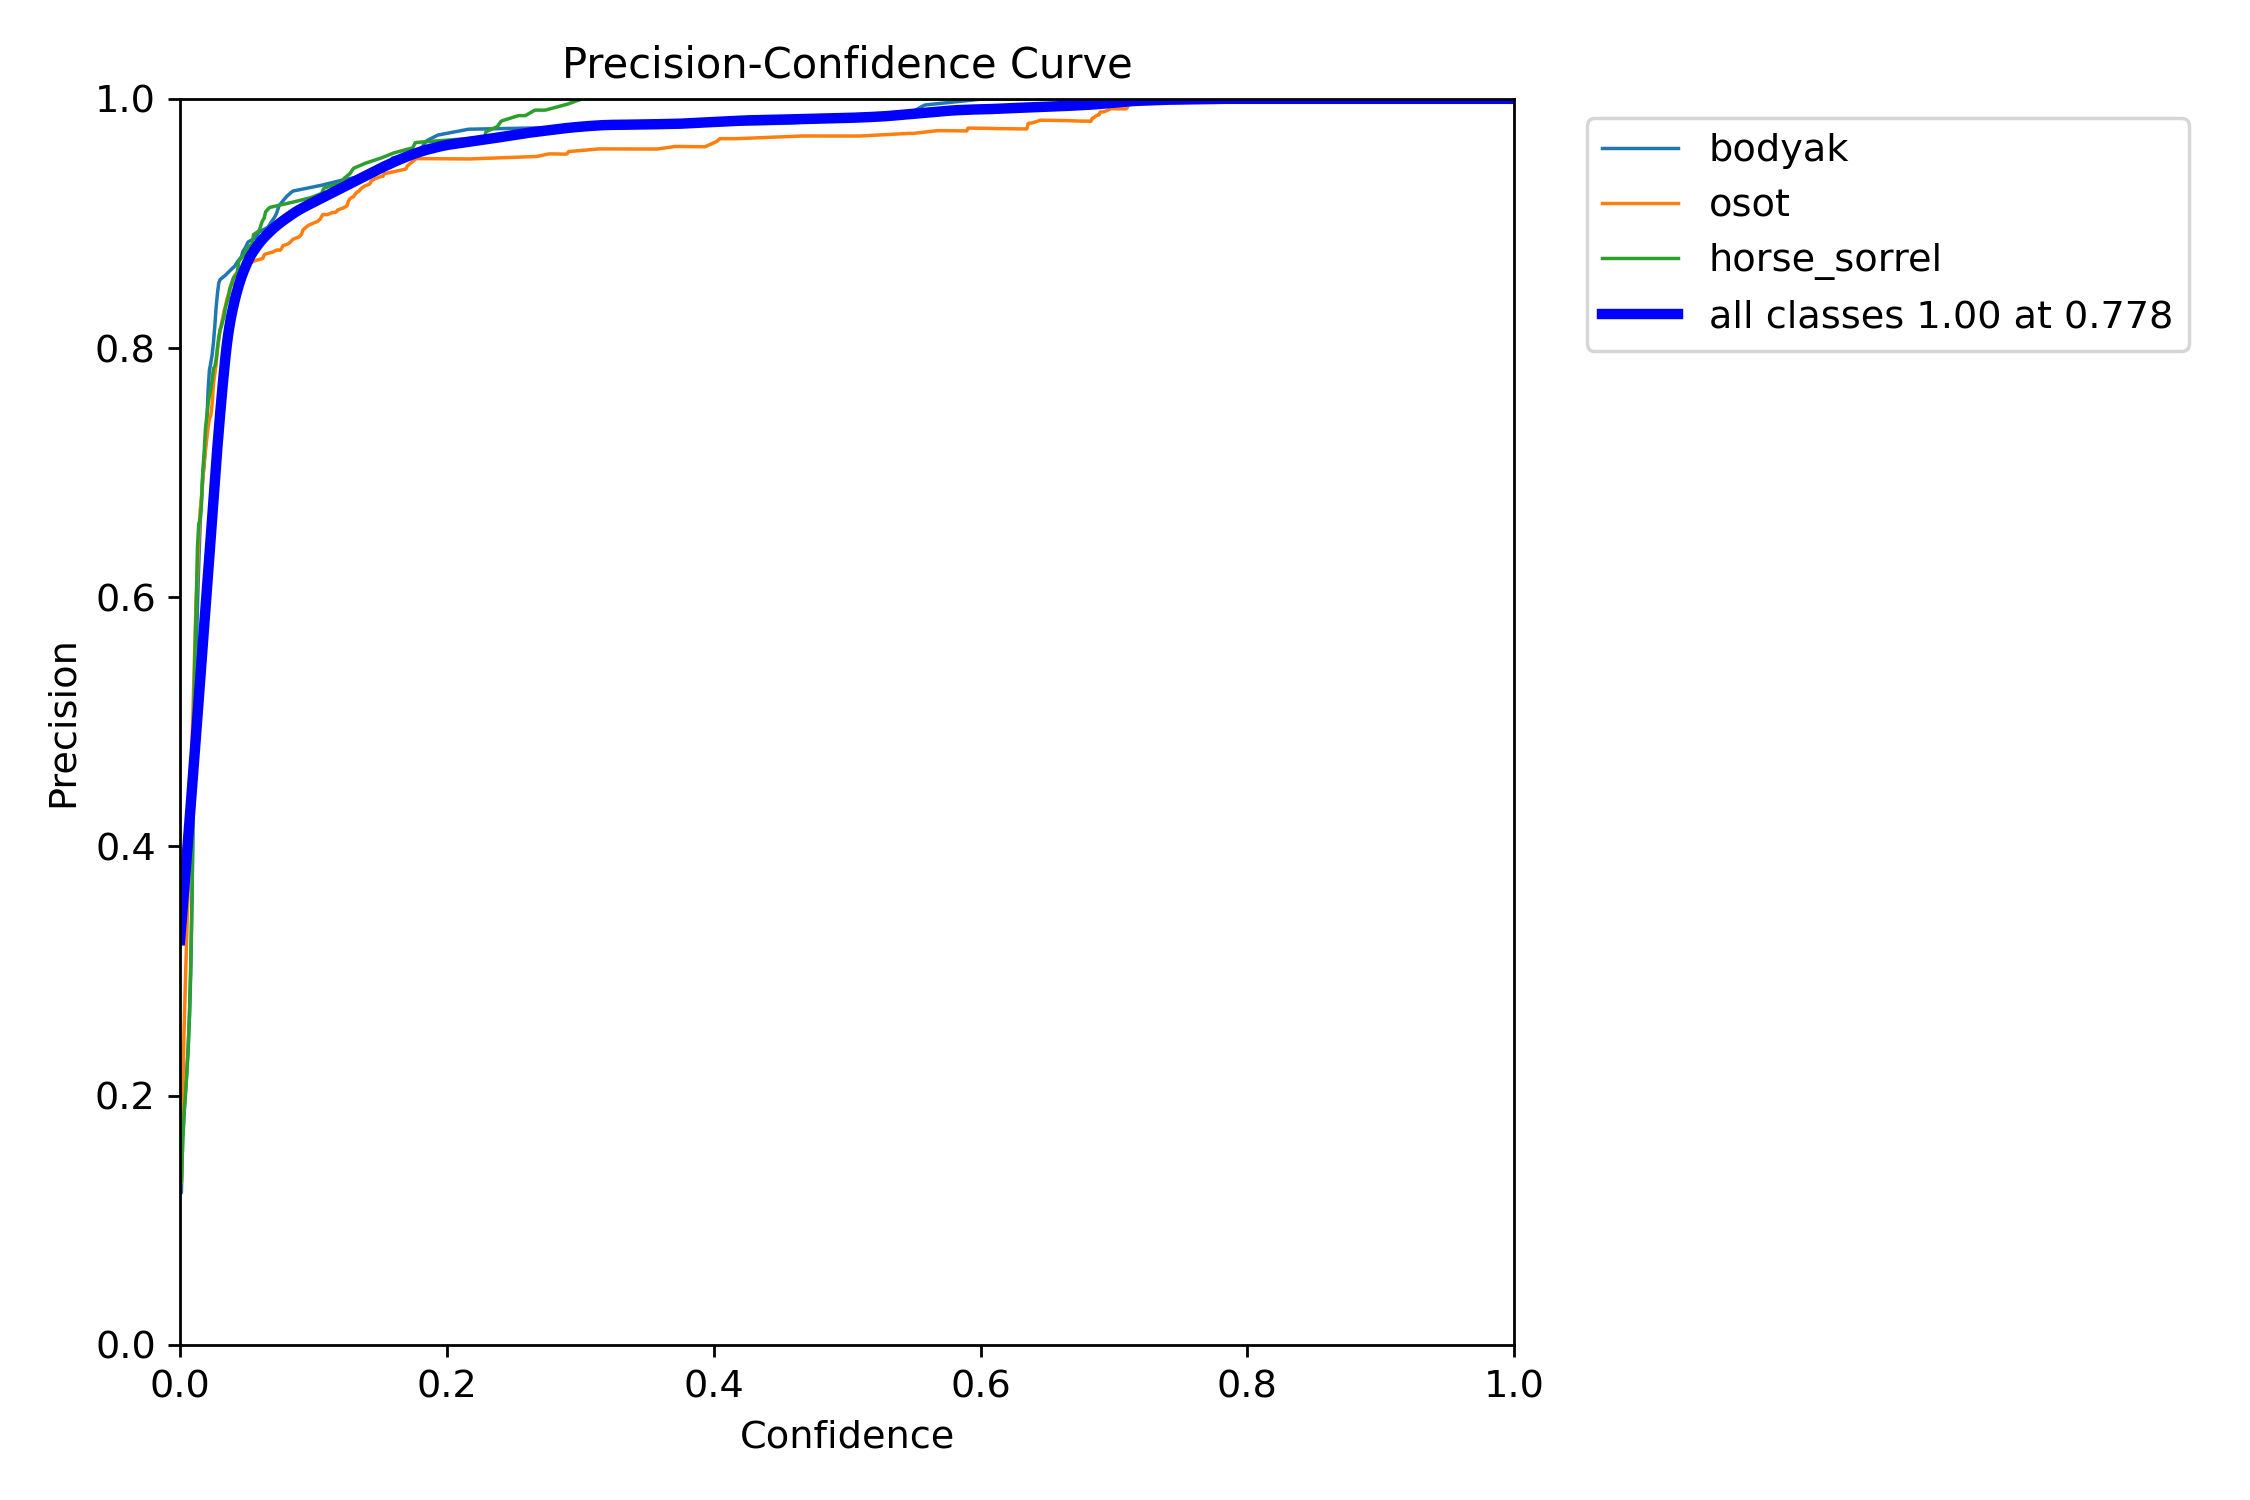 Precision-Confidence Curve
1.0
0.8
0.6
0.4
0.2
0.0
Precision
0.0 0.2 0.4 0.6 0.8 1.0
Confidence
bodyak
osot
horse_sorrel
all classes 1.00 at 0.778